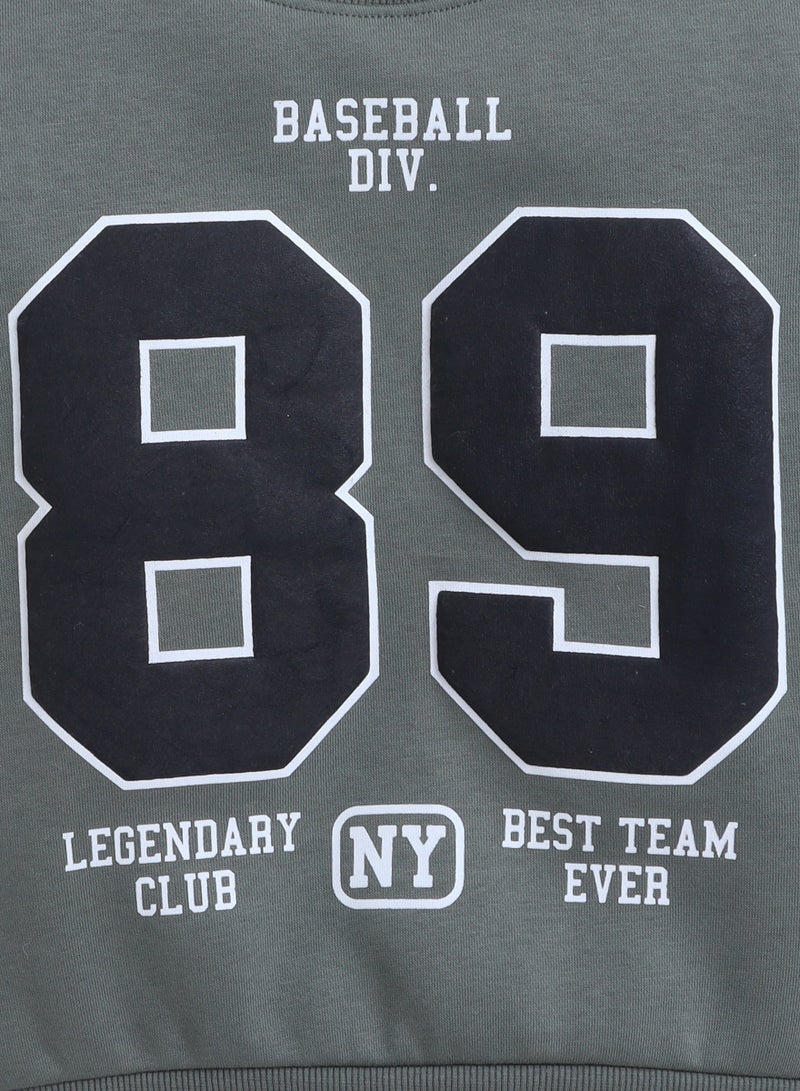 BASEBALL
DIV.
89
LEGENDARY
CLUB
NY
BEST TEAM
EVER